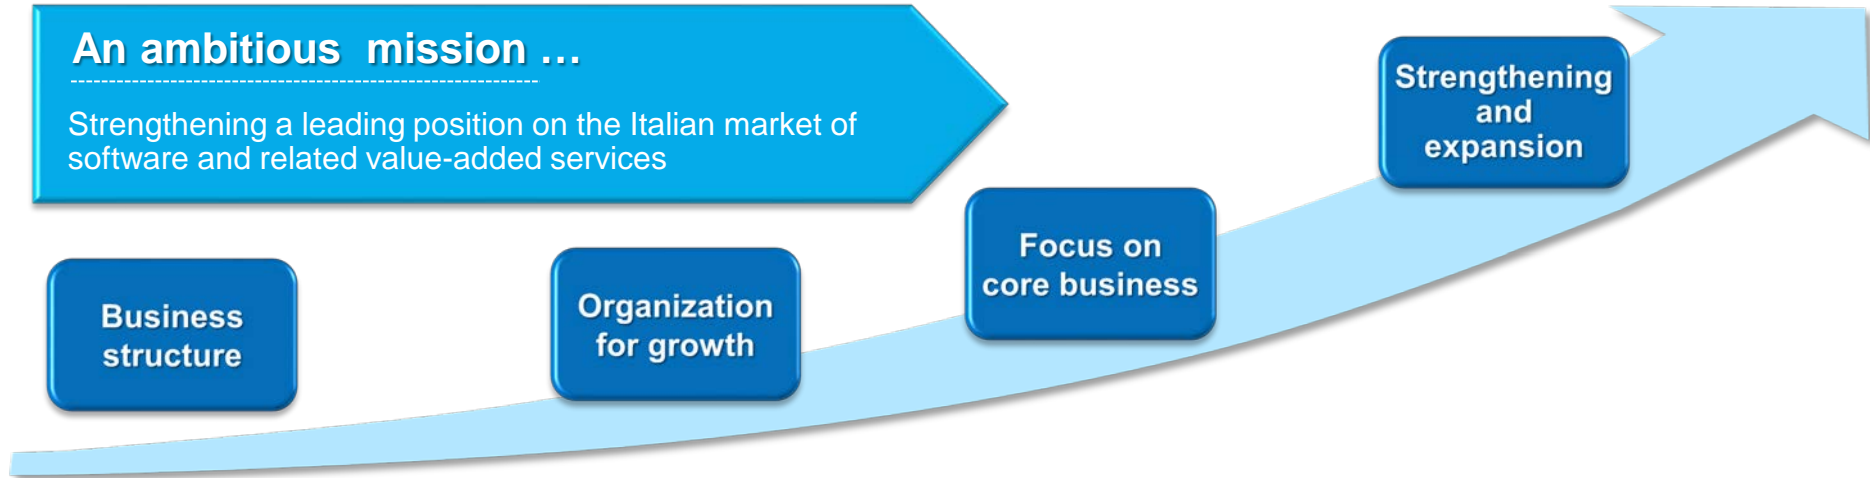 An ambitious  mission …
Strengthening a leading position on the Italian market of
software and related value-added services
Business
structure
Organization
for growth
Focus on
core business
Strengthening
and
expansion